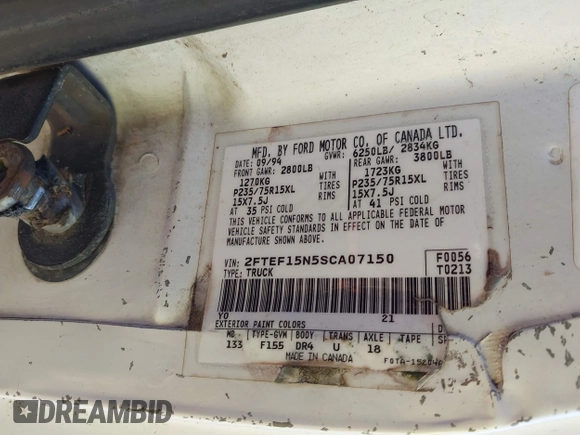 MFD. BY FORD MOTOR CO. OF CANADA LTD.
DATE: 09/94 GVWR: 6250LB/ 2834KG
FRONT GAWR: 2800LB REAR GAWR: 3800LB
1270KG WITH 1723KG WITH
P235/75R15XL TIRES P235/75R15XL TIRES
15X7.5J RIMS 15X7.5J RIMS
AT 35 PSI COLD AT 41 PSI COLD
THIS VEHICLE CONFORMS TO ALL APPLICABLE FEDERAL MOTOR
VEHICLE SAFETY STANDARDS IN EFFECT ON THE DATE OF
MANUFACTURE SHOWN ABOVE.
VIN: 2FTEF15N5SCA07150 F0056
TYPE: TRUCK T0213
YO 21
EXTERIOR PAINT COLORS
WB TYPE-GVW BODY TRANS AXLE TAPE
133 F155 DR4 U 18
MADE IN CANADA
DREAMBID